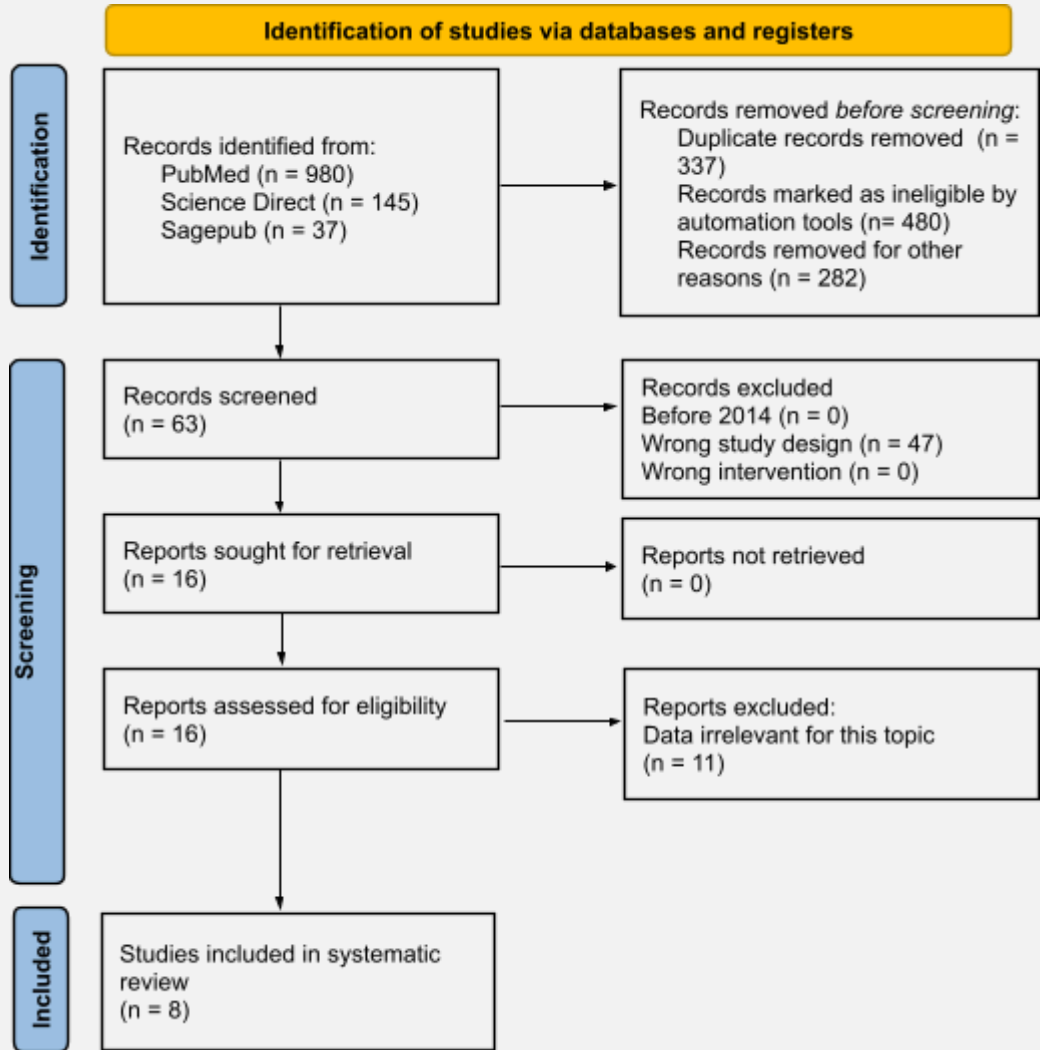 Identification of studies via databases and registers
Identification
Records identified from:
PubMed (n = 980)
Science Direct (n = 145)
Sagepub (n = 37)
Records removed before screening:
Duplicate records removed (n =
337)
Records marked as ineligible by
automation tools (n= 480)
Records removed for other
reasons (n = 282)
Screening
Records screened
(n = 63)
Records excluded
Before 2014 (n = 0)
Wrong study design (n = 47)
Wrong intervention (n = 0)
Reports sought for retrieval
(n = 16)
Reports not retrieved
(n = 0)
Reports assessed for eligibility
(n = 16)
Reports excluded:
Data irrelevant for this topic
(n = 11)
Included
Studies included in systematic
review
(n = 8)